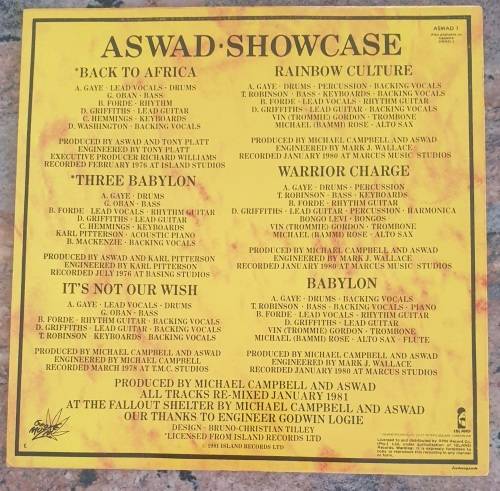 ASWAD 1
ASWAD·SHOWCASE
*BACK TO AFRICA
A. GAYE · LEAD VOCALS · DRUMS
G. OBAN · BASS
B. FORDE · RHYTHM
D. GRIFFITHS · LEAD GUITAR
C. HEMMINGS · KEYBOARDS
D. WASHINGTON · BACKING VOCALS
PRODUCED BY ASWAD AND TONY PLATT
ENGINEERED BY TONY PLATT
EXECUTIVE PRODUCER RICHARD WILLIAMS
RECORDED FEBRUARY 1976 AT ISLAND STUDIOS
*THREE BABYLON
A. GAYE · DRUMS
G. OBAN · BASS
B. FORDE · LEAD VOCALS · RHYTHM GUITAR
D. GRIFFITHS · LEAD GUITAR
C. HEMMINGS · KEYBOARDS
KARL PITTERSON · ACOUSTIC PIANO
B. MACKENZIE · BACKING VOCALS
PRODUCED BY ASWAD AND KARL PITTERSON
ENGINEERED BY KARL PITTERSON
RECORDED JULY 1976 AT BASING STUDIOS
IT'S NOT OUR WISH
A. GAYE · LEAD VOCALS · DRUMS
G. OBAN · BASS
B. FORDE · RHYTHM GUITAR · BACKING VOCALS
D. GRIFFITHS · LEAD GUITAR · BACKING VOCALS
T. ROBINSON KEYBOARDS · BACKING VOCALS
PRODUCED BY MICHAEL CAMPBELL AND ASWAD
ENGINEERED BY MICHAEL CAMPBELL
RECORDED MARCH 1978 AT T.M.C. STUDIOS
RAINBOW CULTURE
A. GAYE · DRUMS · PERCUSSION · BACKING VOCALS
T. ROBINSON · BASS · KEYBOARDS · BACKING VOCALS
B. FORDE · LEAD VOCALS · RHYTHM GUITAR
D. GRIFFITHS · LEAD GUITAR · BACKING VOCALS
VIN (TROMMIE) GORDON · TROMBONE
MICHAEL (BAMMI) ROSE · ALTO SAX
PRODUCED BY MICHAEL CAMPBELL AND ASWAD
ENGINEERED BY MARK J. WALLACE
RECORDED JANUARY 1980 AT MARCUS MUSIC STUDIOS
WARRIOR CHARGE
A. GAYE · DRUMS · PERCUSSION
T. ROBINSON · BASS · KEYBOARDS
B. FORDE · RHYTHM GUITAR
D. GRIFFITHS · LEAD GUITAR · PERCUSSION · HARMONICA
BONGO LEVI · BONGOS
VIN (TROMMIE) GORDON · TROMBONE
MICHAEL (BAMMI) ROSE · ALTO SAX
PRODUCED BY MICHAEL CAMPBELL AND ASWAD
ENGINEERED BY MARK J. WALLACE
RECORDED JANUARY 1980 AT MARCUS MUSIC STUDIOS
BABYLON
A. GAYE · DRUMS · BACKING VOCALS
T. ROBINSON · BASS · BACKING VOCALS · PIANO
B. FORDE · LEAD VOCALS · RHYTHM GUITAR
D. GRIFFITHS · LEAD GUITAR
VIN (TROMMIE) GORDON · TROMBONE
MICHAEL (BAMMI) ROSE · ALTO SAX · FLUTE
PRODUCED BY MICHAEL CAMPBELL AND ASWAD
ENGINEERED BY MARK J. WALLACE
RECORDED JANUARY 1980 AT MARCUS MUSIC STUDIOS
PRODUCED BY MICHAEL CAMPBELL AND ASWAD
ALL TRACKS RE-MIXED JANUARY 1981
AT THE FALLOUT SHELTER BY MICHAEL CAMPBELL AND ASWAD
OUR THANKS TO ENGINEER GODWIN LOGIE
DESIGN · BRUNO-CHRISTIAN TILLEY
*LICENSED FROM ISLAND RECORDS LTD
© 1981 ISLAND RECORDS LTD
ISLAND